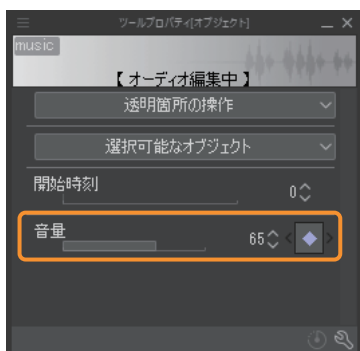 ツールプロパティ[オブジェクト]
music
【 オーディオ編集中 】
透明箇所の操作
選択可能なオブジェクト
開始時刻 0
音量 65